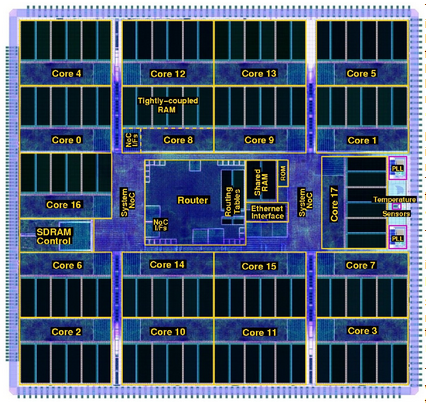 Core 4
Core 12
Core 13
Core 5
Tightly-coupled
RAM
Core 0
NoC
I/Fs
Core 8
Core 9
Core 1
Core 16
System
NoC
Router
NoC
I/Fs
Routing
Tables
Shared
RAM
ROM
Ethernet
Interface
System
NoC
Core 17
PLL
Temperature
Sensors
PLL
SDRAM
Control
Core 6
Core 14
Core 15
Core 7
Core 2
Core 10
Core 11
Core 3